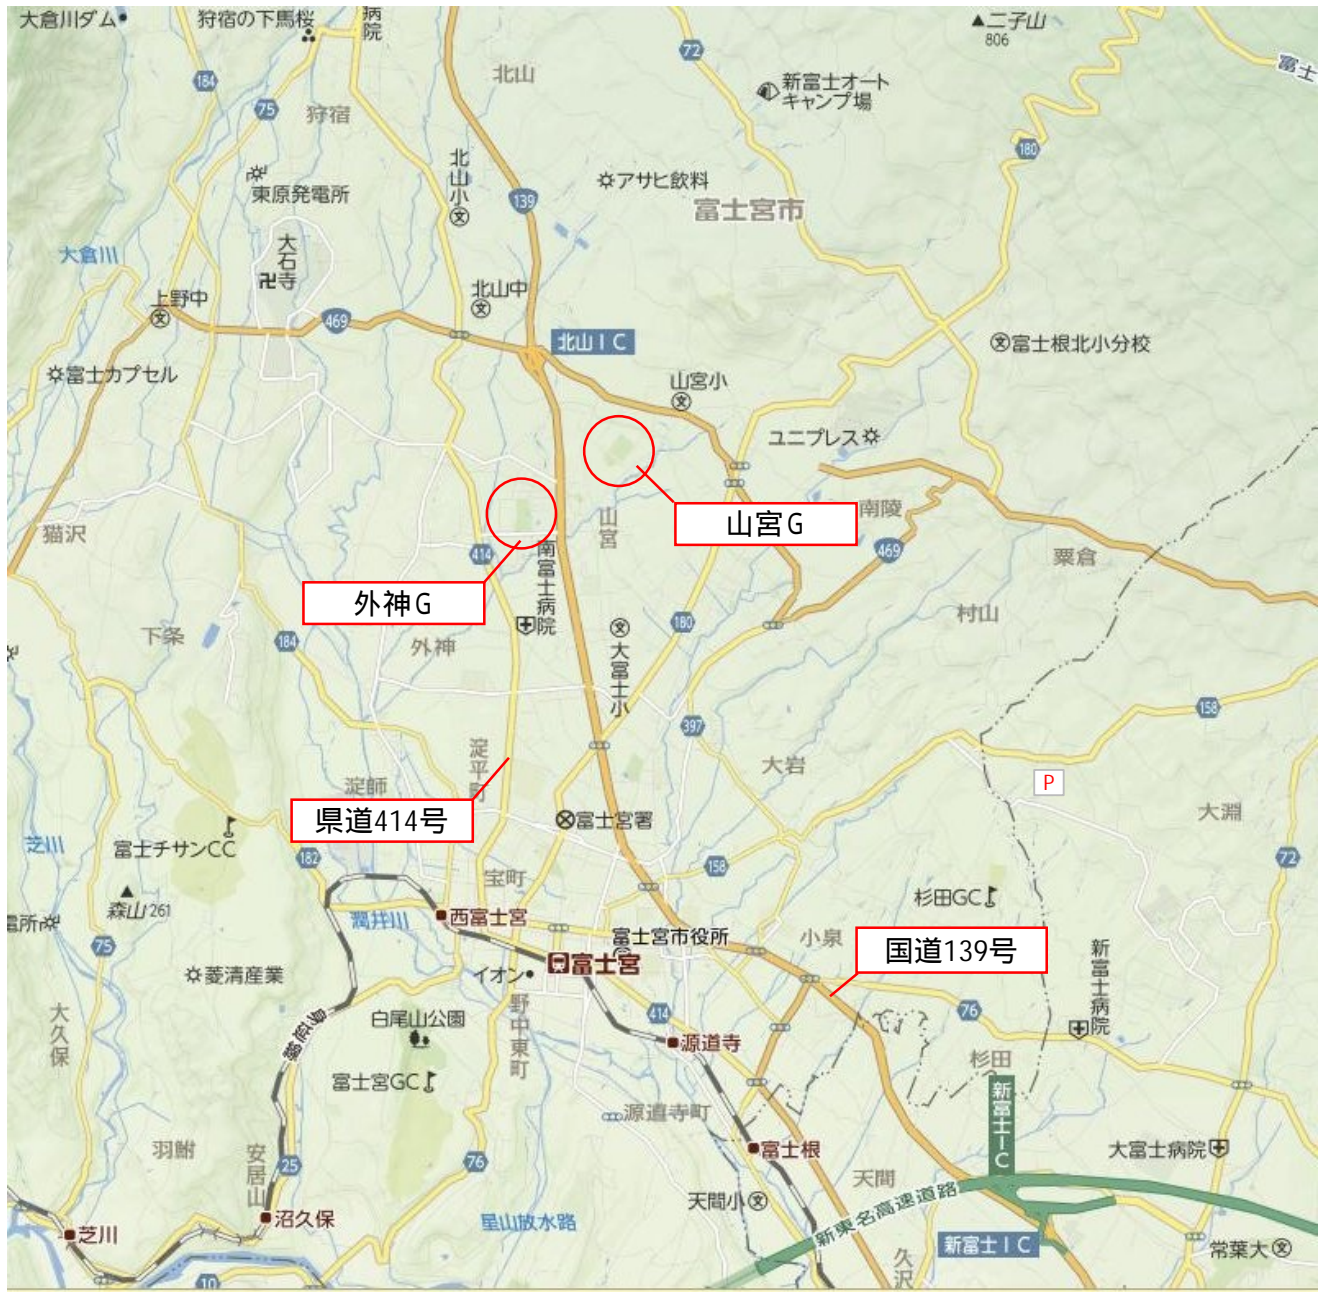 大倉川ダム
狩宿の下馬桜
病院
72
二子山
806
富士
184
75
狩宿
北山
新富士オート
キャンプ場
180
東原発電所
北山小
139
アサヒ飲料
富士宮市
大倉川
大石寺
上野中
469
北山中
北山IC
富士根北小分校
富士カプセル
山宮小
ユニプレス
猫沢
414
山宮
山宮G
南陵
469
粟倉
外神G
南富士病院
下条
184
外神
大富士小
180
村山
397
158
淀平町
大岩
淀師
P
大淵
県道414号
富士宮署
芝川
富士チサンCC
182
158
72
宝町
森山261
杉田GC
電所
潤井川
西富士宮
富士宮市役所
小泉
国道139号
75
菱清産業
イオン
富士宮
新富士病院
大久保
身延線
白尾山公園
野中東町
414
源道寺
76
杉田
富士宮GC
源道寺町
新富士IC
羽鮒
安居山
25
76
富士根
大富士病院
天間
天間小
新東名高速道路
芝川
沼久保
星山放水路
新富士IC
久沢
常葉大
10